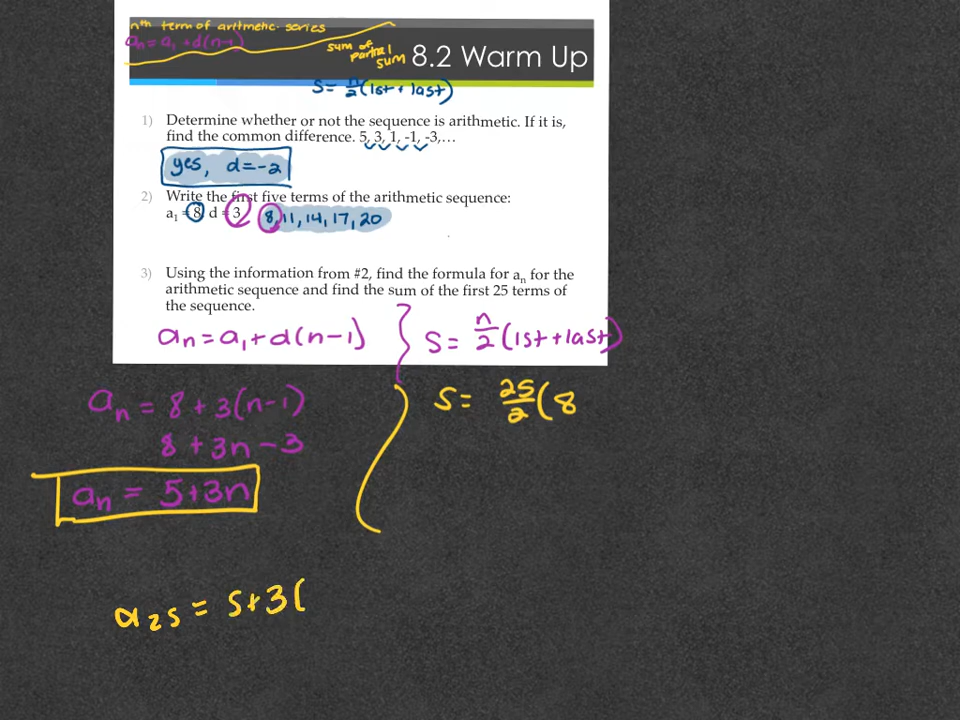 nth term of arithmetic series
an = a1 + d(n-1)
sum of partial sum
8.2 Warm Up
S = n/2 (1st + last)
1) Determine whether or not the sequence is arithmetic. If it is,
find the common difference. 5, 3, 1, -1, -3,…
yes, d = -2
2) Write the first five terms of the arithmetic sequence:
a1 = 8, d = 3
8, 11, 14, 17, 20
3) Using the information from #2, find the formula for an for the
arithmetic sequence and find the sum of the first 25 terms of
the sequence.
an = a1 + d(n-1)
S = n/2 (1st + last)
an = 8 + 3(n-1)
8 + 3n - 3
an = 5+3n
S = 25/2 (8
a25 = 5+3(